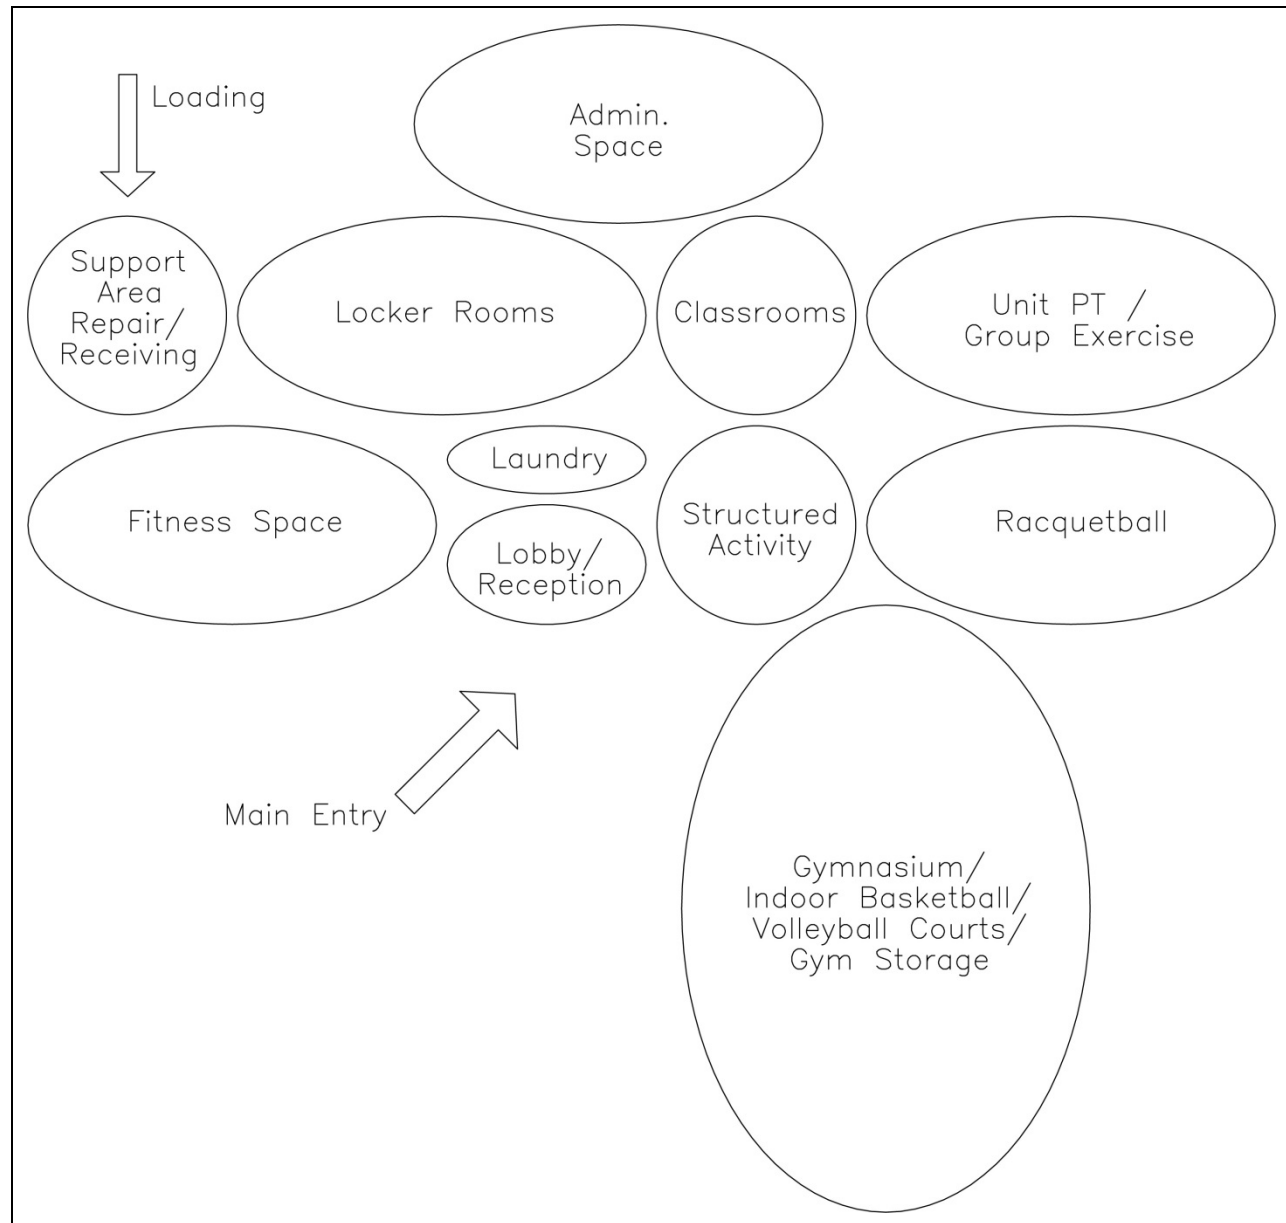 Loading
Admin.
Space
Support
Area
Repair/
Receiving
Locker Rooms
Classrooms
Unit PT /
Group Exercise
Fitness Space
Laundry
Lobby/
Reception
Structured
Activity
Racquetball
Main Entry
Gymnasium/
Indoor Basketball/
Volleyball Courts/
Gym Storage